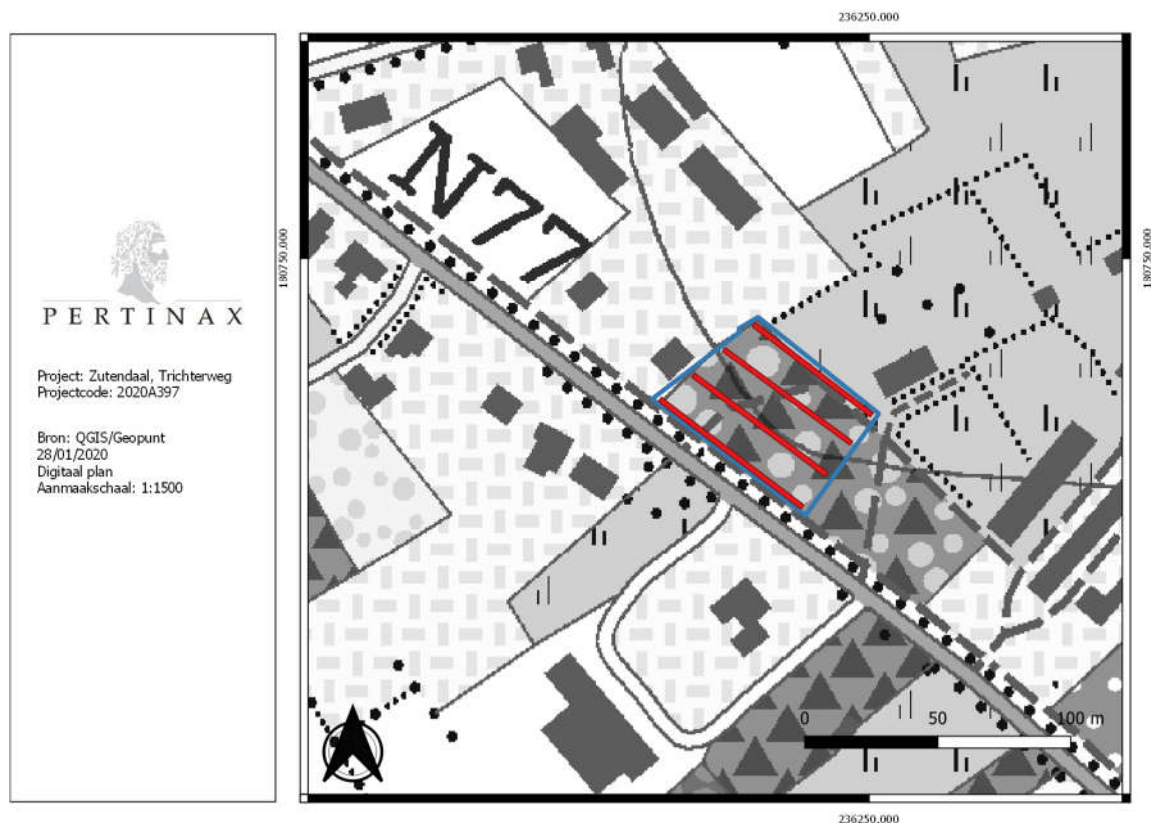 236250.000
PERTINAX
Project: Zutendaal, Trichterweg
Projectcode: 2020A397
Bron: QGIS/Geopunt
28/01/2020
Digitaal plan
Aanmaakschaal: 1:1500
180750.000
N77
180750.000
0 50 100 m
236250.000